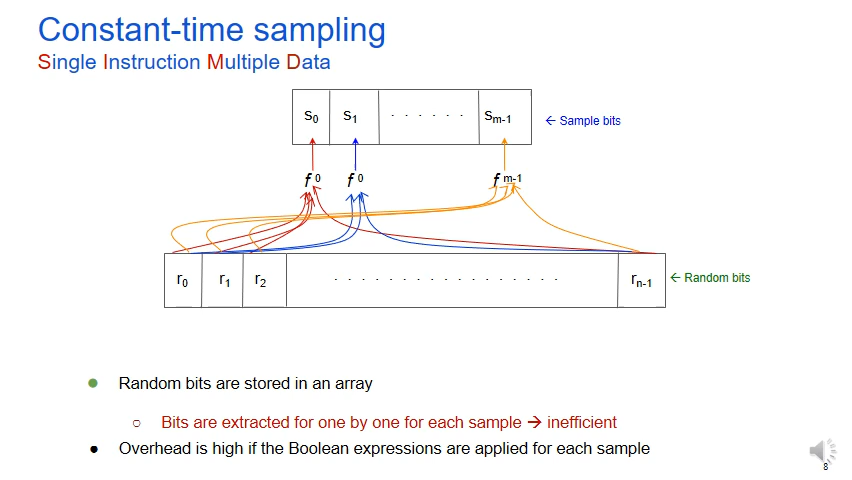 Constant-time sampling
Single Instruction Multiple Data
s0 s1 . . . . . . sm-1 ← Sample bits
f 0 f 0 f m-1
r0 r1 r2 . . . . . . . . . . . . . . . . . rn-1 ← Random bits
● Random bits are stored in an array
○ Bits are extracted for one by one for each sample → inefficient
● Overhead is high if the Boolean expressions are applied for each sample
8